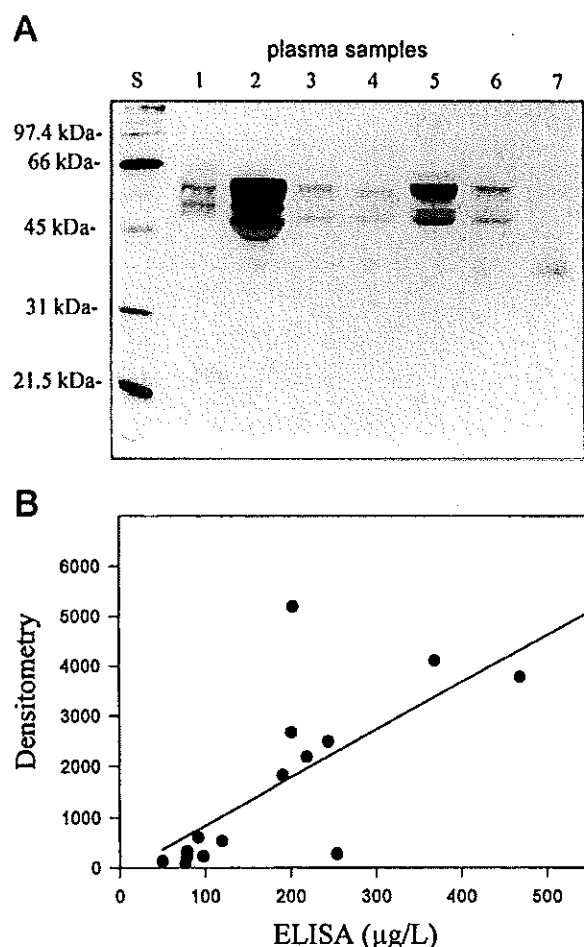 A
plasma samples
S 1 2 3 4 5 6 7
97.4 kDa-
66 kDa-
45 kDa-
31 kDa-
21.5 kDa-
B
6000
5000
4000
3000
2000
1000
0
Densitometry
0 100 200 300 400 500
ELISA (µg/L)